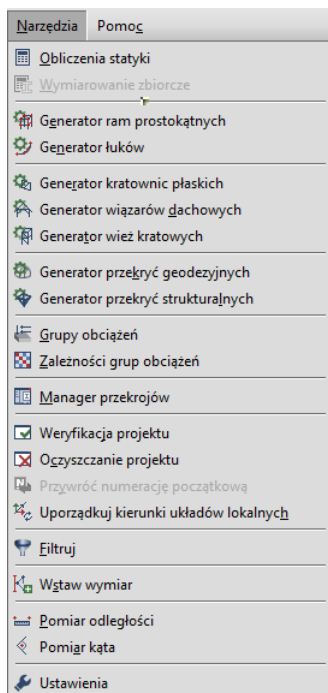 Narzędzia Pomoc
Obliczenia statyki
Wymiarowanie zbiorcze
Generator ram prostokątnych
Generator łuków
Generator kratownic płaskich
Generator wiązarów dachowych
Generator wież kratowych
Generator przekryć geodezyjnych
Generator przekryć strukturalnych
Grupy obciążeń
Zależności grup obciążeń
Manager przekrojów
Weryfikacja projektu
Oczyszczanie projektu
Przywróć numerację początkową
Uporządkuj kierunki układów lokalnych
Filtruj
Wstaw wymiar
Pomiar odległości
Pomiar kąta
Ustawienia